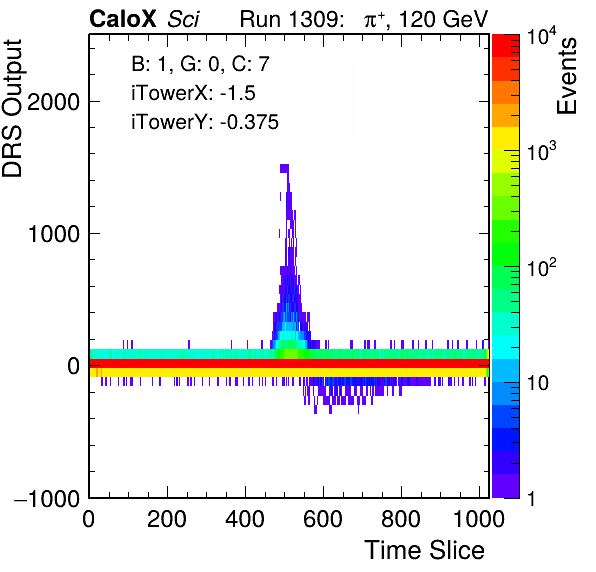 CaloX Sci Run 1309: π⁺, 120 GeV
B: 1, G: 0, C: 7
iTowerX: -1.5
iTowerY: -0.375
DRS Output
2000
1000
0
−1000
0 200 400 600 800 1000
Time Slice
Events
10⁴
10³
10²
10
1